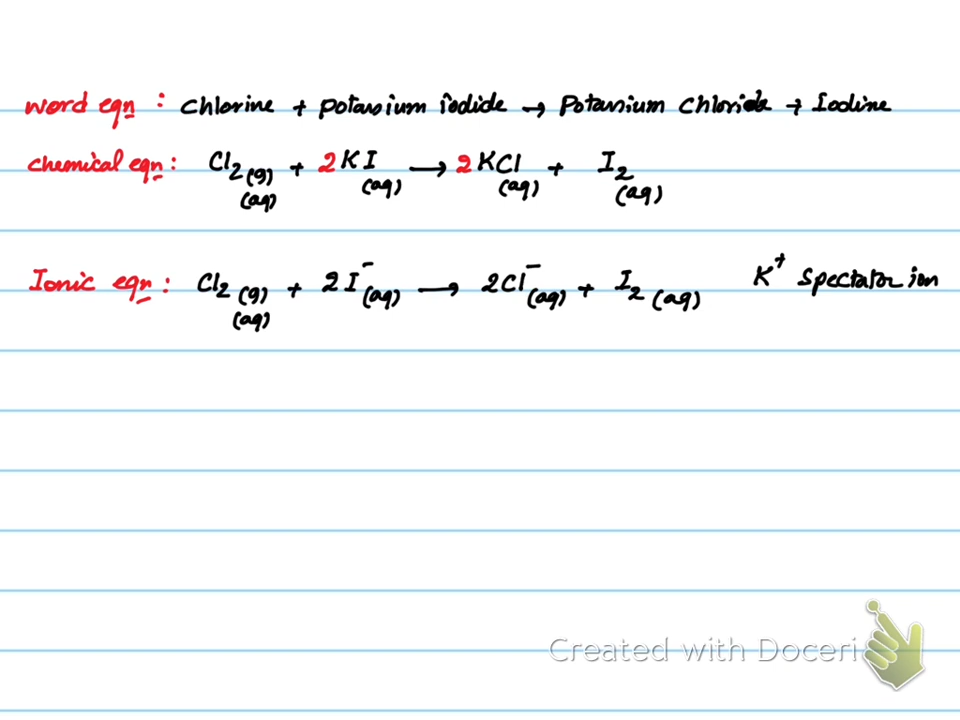 word eqn : Chlorine + potassium iodide → Potassium Chloride + Iodine
chemical eqn : Cl₂ (g) + 2KI (aq) → 2KCl (aq) + I₂ (aq)
(aq)
Ionic eqn : Cl₂ (g) + 2I⁻ (aq) → 2Cl⁻ (aq) + I₂ (aq) K⁺ Spectator ion
(aq)
Created with Doceri